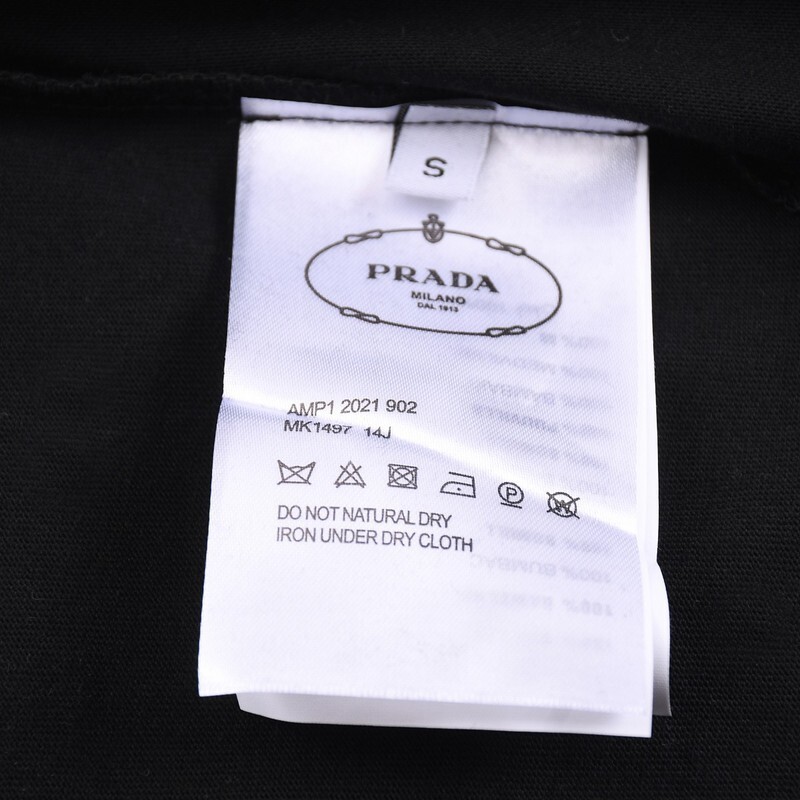 S
PRADA
MILANO
DAL 1913
AMP1 2021 902
MK1497 14J
P
W
DO NOT NATURAL DRY
IRON UNDER DRY CLOTH